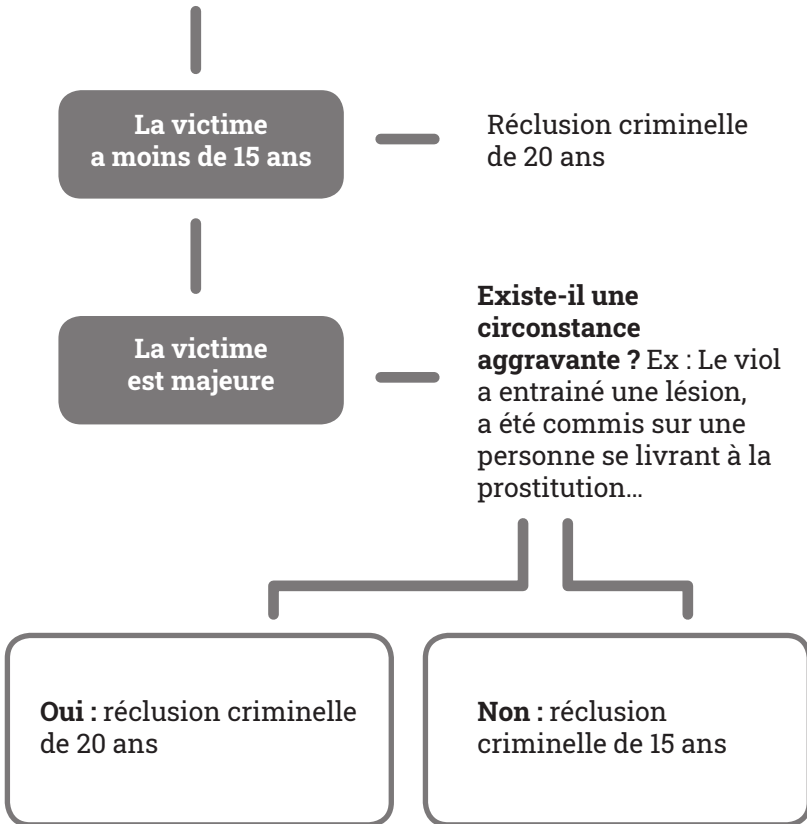 La victime
a moins de 15 ans
Réclusion criminelle
de 20 ans
La victime
est majeure
Existe-il une
circonstance
aggravante ? Ex : Le viol
a entrainé une lésion,
a été commis sur une
personne se livrant à la
prostitution…
Oui : réclusion criminelle
de 20 ans
Non : réclusion
criminelle de 15 ans